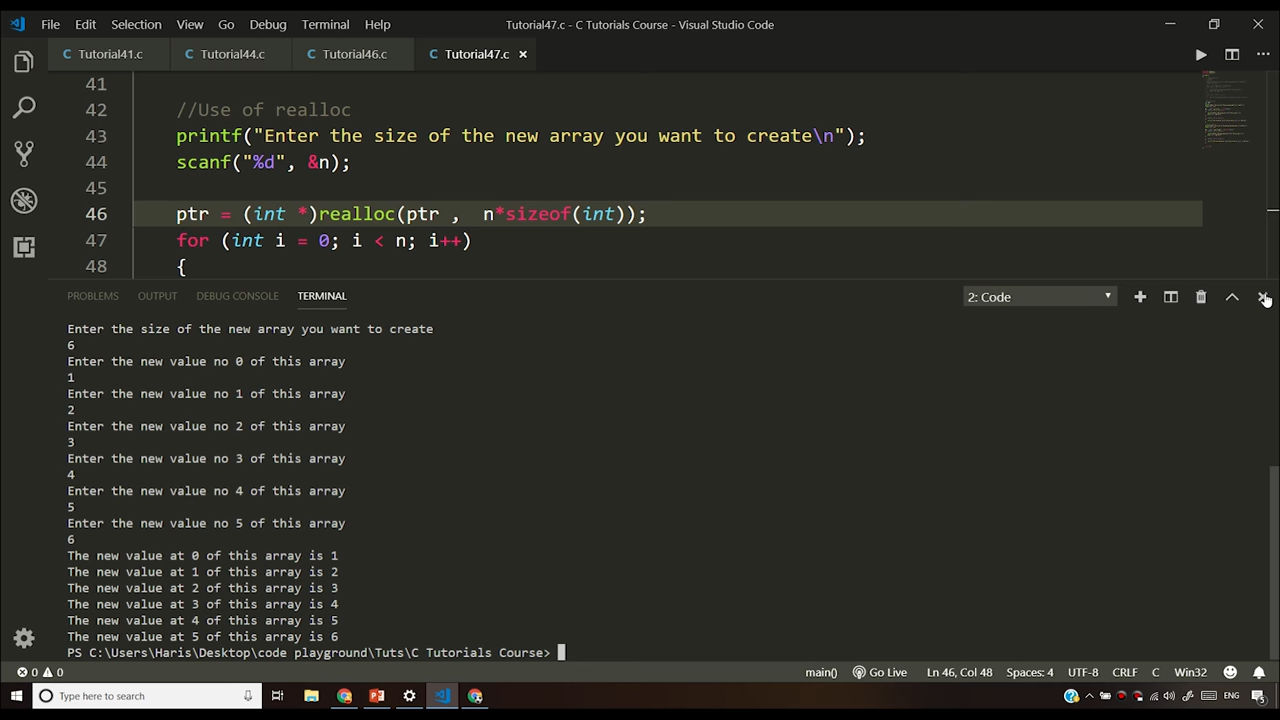 File Edit Selection View Go Debug Terminal Help Tutorial47.c - C Tutorials Course - Visual Studio Code
C Tutorial41.c C Tutorial44.c C Tutorial46.c C Tutorial47.c
41
42 //Use of realloc
43 printf("Enter the size of the new array you want to create\n");
44 scanf("%d", &n);
45
46 ptr = (int *)realloc(ptr , n*sizeof(int));
47 for (int i = 0; i < n; i++)
48 {
PROBLEMS OUTPUT DEBUG CONSOLE TERMINAL 2: Code
Enter the size of the new array you want to create
6
Enter the new value no 0 of this array
1
Enter the new value no 1 of this array
2
Enter the new value no 2 of this array
3
Enter the new value no 3 of this array
4
Enter the new value no 4 of this array
5
Enter the new value no 5 of this array
6
The new value at 0 of this array is 1
The new value at 1 of this array is 2
The new value at 2 of this array is 3
The new value at 3 of this array is 4
The new value at 4 of this array is 5
The new value at 5 of this array is 6
PS C:\Users\Haris\Desktop\code playground\Tuts\C Tutorials Course>
0 0 main() Go Live Ln 46, Col 48 Spaces: 4 UTF-8 CRLF C Win32
Type here to search ENG 5